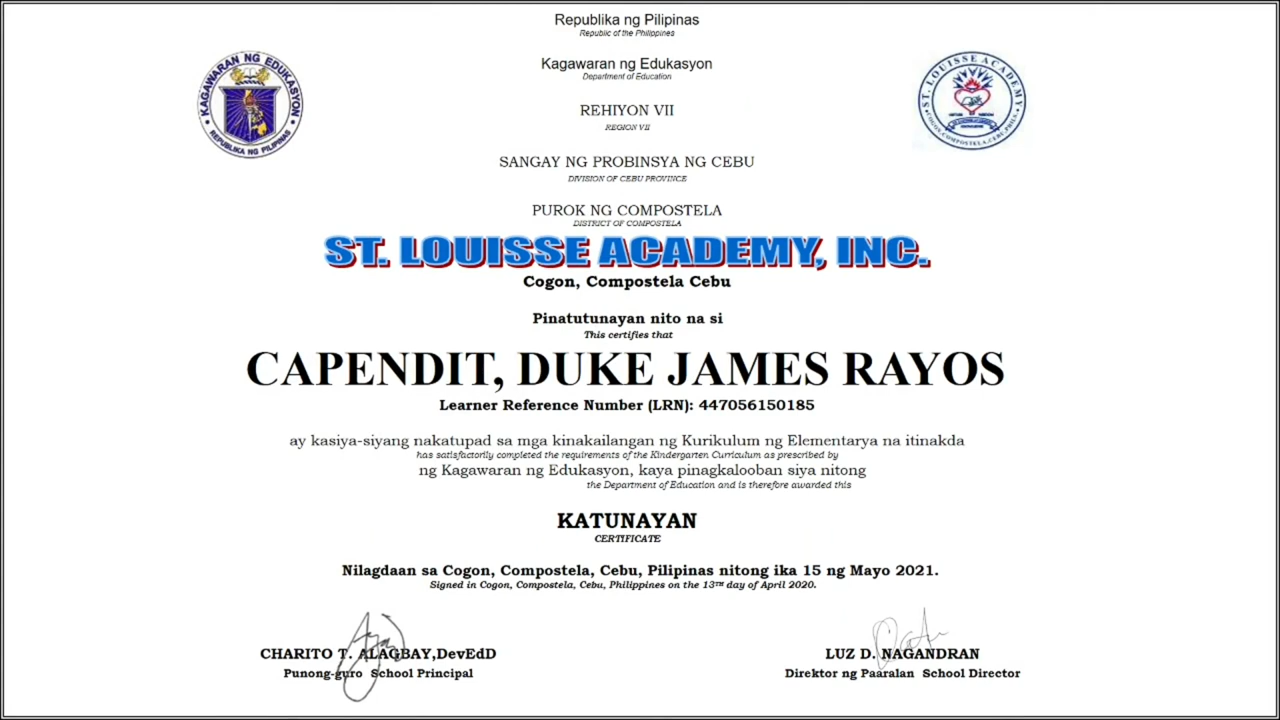 Republika ng Pilipinas
Republic of the Philippines
KAGAWARAN NG EDUKASYON
REPUBLIKA NG PILIPINAS
ST. LOUISSE ACADEMY
COGON, COMPOSTELA, CEBU, PHILS.
Kagawaran ng Edukasyon
Department of Education
REHIYON VII
REGION VII
SANGAY NG PROBINSYA NG CEBU
DIVISION OF CEBU PROVINCE
PUROK NG COMPOSTELA
DISTRICT OF COMPOSTELA
ST. LOUISSE ACADEMY, INC.
Cogon, Compostela Cebu
Pinatutunayan nito na si
This certifies that
CAPENDIT, DUKE JAMES RAYOS
Learner Reference Number (LRN): 447056150185
ay kasiya-siyang nakatupad sa mga kinakailangan ng Kurikulum ng Elementarya na itinakda
has satisfactorily completed the requirements of the Kindergarten Curriculum as prescribed by
ng Kagawaran ng Edukasyon, kaya pinagkalooban siya nitong
the Department of Education and is therefore awarded this
KATUNAYAN
CERTIFICATE
Nilagdaan sa Cogon, Compostela, Cebu, Pilipinas nitong ika 15 ng Mayo 2021.
Signed in Cogon, Compostela, Cebu, Philippines on the 13TH day of April 2020.
CHARITO T. ALAGBAY,DevEdD
Punong-guro School Principal
LUZ D. NAGANDRAN
Direktor ng Paaralan School Director